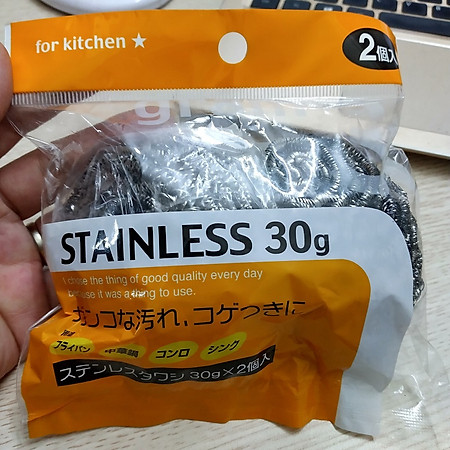 for kitchen ★
2個入
STAINLESS 30g
I chose the thing of good quality every day
because it was a thing to use.
ガンコな汚れ、コゲつきに
フライパン 中華鍋 コンロ シンク
ステンレスタワシ 30g×2個入